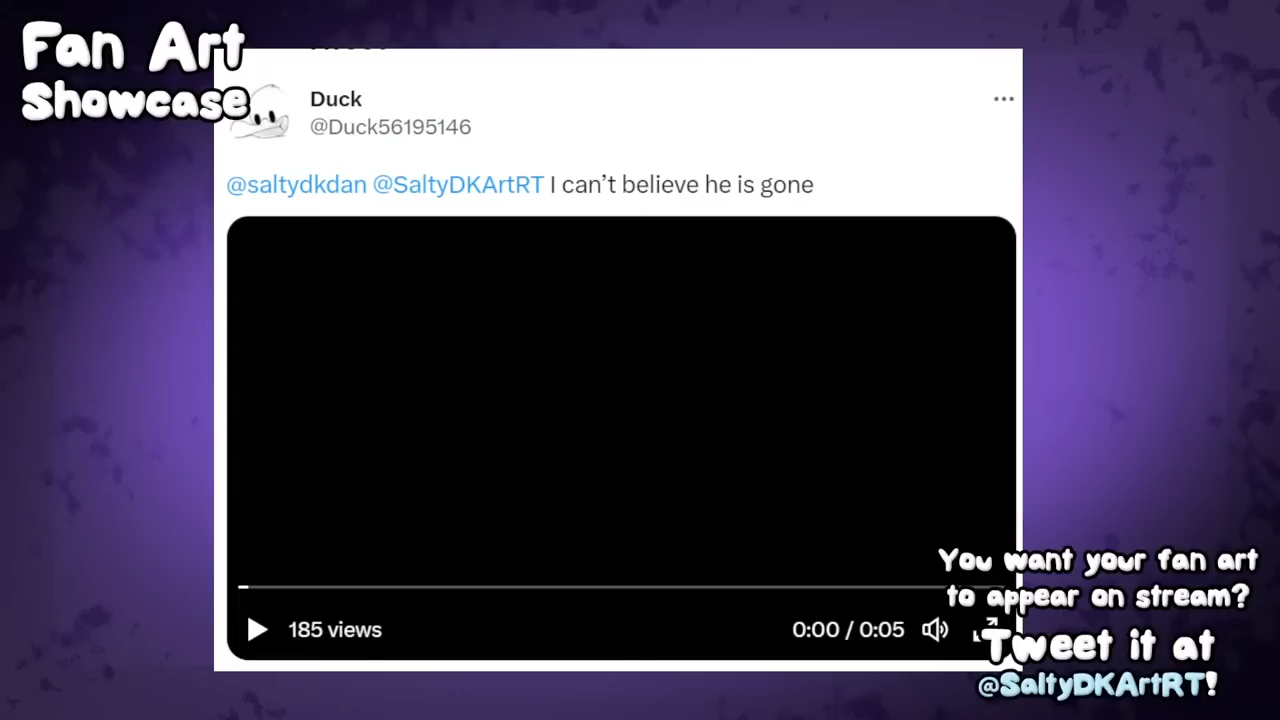 Fan Art
Showcase
Duck
@Duck56195146
@saltydkdan @SaltyDKArtRT I can’t believe he is gone
185 views
0:00 / 0:05
You want your fan art
to appear on stream?
Tweet it at
@SaltyDKArtRT!